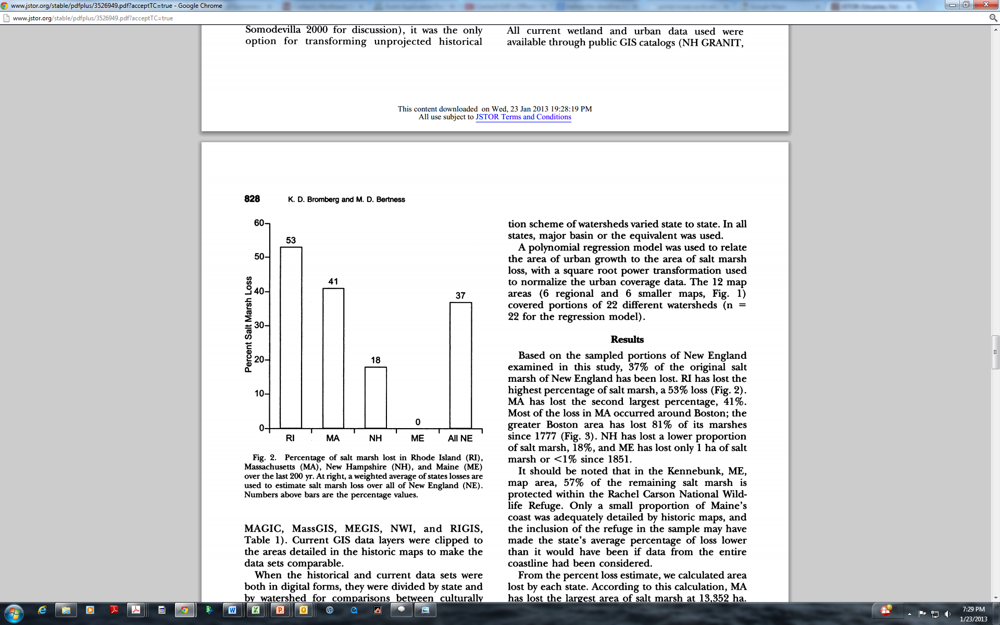 www.jstor.org/stable/pdfplus/3526949.pdf?acceptTC=true - Google Chrome
www.jstor.org/stable/pdfplus/3526949.pdf?acceptTC=true
Somodevilla 2000 for discussion), it was the only
option for transforming unprojected historical
All current wetland and urban data used were
available through public GIS catalogs (NH GRANIT,
This content downloaded on Wed, 23 Jan 2013 19:28:19 PM
All use subject to JSTOR Terms and Conditions
828 K. D. Bromberg and M. D. Bertness
Percent Salt Marsh Loss
60
50
40
30
20
10
0
53
41
18
0
37
RI MA NH ME All NE
Fig. 2. Percentage of salt marsh lost in Rhode Island (RI),
Massachusetts (MA), New Hampshire (NH), and Maine (ME)
over the last 200 yr. At right, a weighted average of states losses are
used to estimate salt marsh loss over all of New England (NE).
Numbers above bars are the percentage values.
MAGIC, MassGIS, MEGIS, NWI, and RIGIS,
Table 1). Current GIS data layers were clipped to
the areas detailed in the historic maps to make the
data sets comparable.
When the historical and current data sets were
both in digital forms, they were divided by state and
by watershed for comparisons between culturally
tion scheme of watersheds varied state to state. In all
states, major basin or the equivalent was used.
A polynomial regression model was used to relate
the area of urban growth to the area of salt marsh
loss, with a square root power transformation used
to normalize the urban coverage data. The 12 map
areas (6 regional and 6 smaller maps, Fig. 1)
covered portions of 22 different watersheds (n =
22 for the regression model).
Results
Based on the sampled portions of New England
examined in this study, 37% of the original salt
marsh of New England has been lost. RI has lost the
highest percentage of salt marsh, a 53% loss (Fig. 2).
MA has lost the second largest percentage, 41%.
Most of the loss in MA occurred around Boston; the
greater Boston area has lost 81% of its marshes
since 1777 (Fig. 3). NH has lost a lower proportion
of salt marsh, 18%, and ME has lost only 1 ha of salt
marsh or <1% since 1851.
It should be noted that in the Kennebunk, ME,
map area, 57% of the remaining salt marsh is
protected within the Rachel Carson National Wild-
life Refuge. Only a small proportion of Maine's
coast was adequately detailed by historic maps, and
the inclusion of the refuge in the sample may have
made the state's average percentage of loss lower
than it would have been if data from the entire
coastline had been considered.
From the percent loss estimate, we calculated area
lost by each state. According to this calculation, MA
has lost the largest area of salt marsh at 13,352 ha.
7:29 PM
1/23/2013